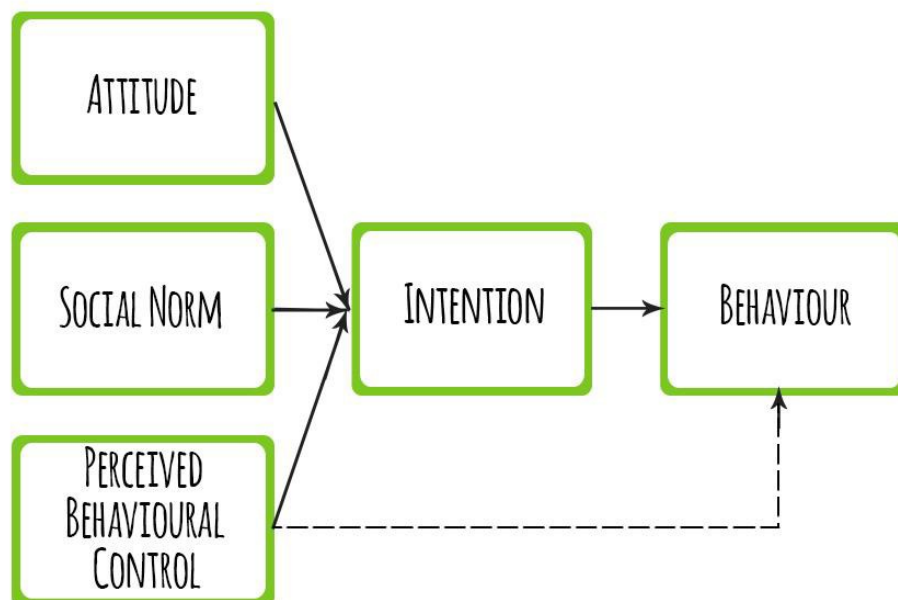 ATTITUDE
SOCIAL NORM
INTENTION
BEHAVIOUR
PERCEIVED
BEHAVIOURAL
CONTROL